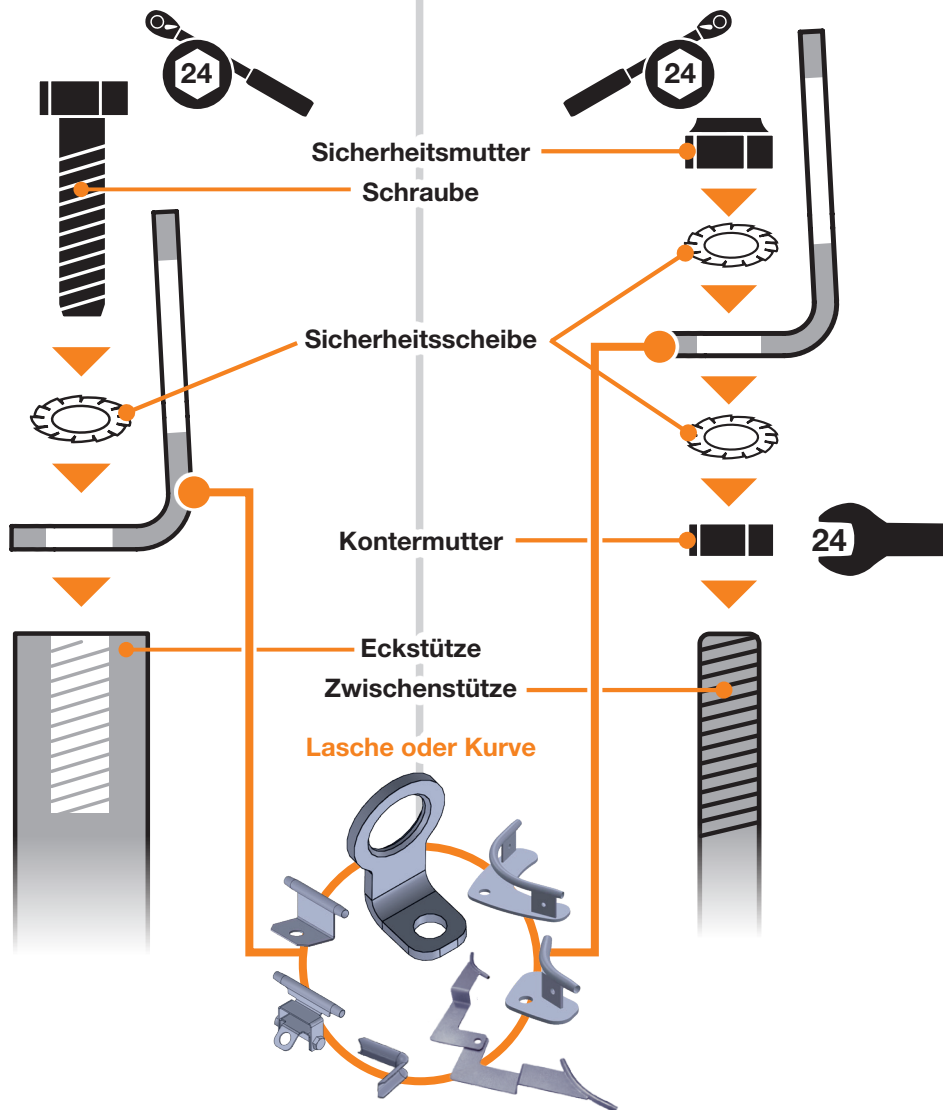 24
24
Sicherheitsmutter
Schraube
Sicherheitsscheibe
Kontermutter
24
Eckstütze
Zwischenstütze
Lasche oder Kurve